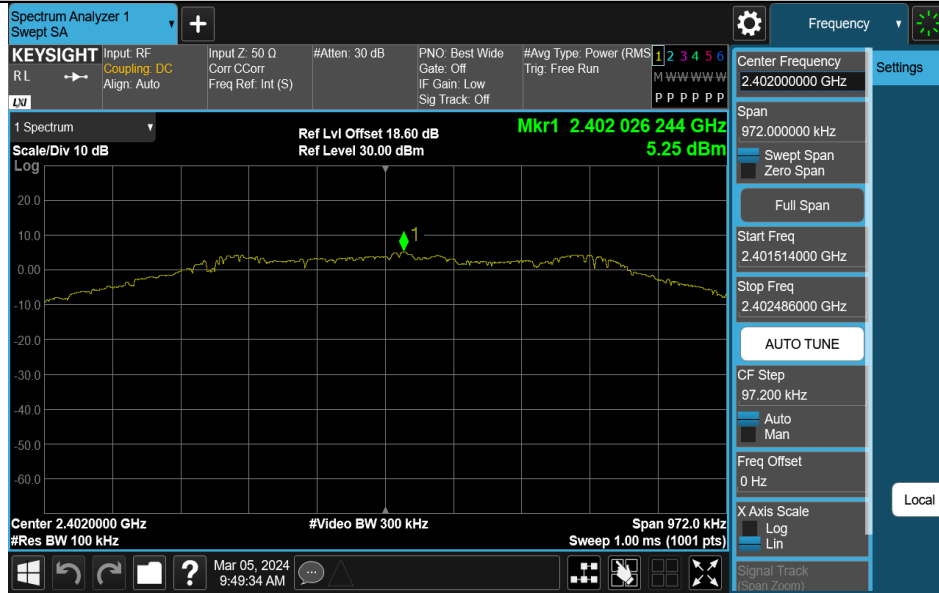 Spectrum Analyzer 1
Swept SA
+
Frequency
KEYSIGHT
RL
LXI
Input: RF
Coupling: DC
Align: Auto
Input Z: 50 Ω
Corr CCorr
Freq Ref: Int (S)
#Atten: 30 dB
PNO: Best Wide
Gate: Off
IF Gain: Low
Sig Track: Off
#Avg Type: Power (RMS
Trig: Free Run
1 2 3 4 5 6
M W W W W W
P P P P P P
1 Spectrum
Scale/Div 10 dB
Log
Ref Lvl Offset 18.60 dB
Ref Level 30.00 dBm
Mkr1 2.402 026 244 GHz
5.25 dBm
20.0
10.0
0.00
-10.0
-20.0
-30.0
-40.0
-50.0
-60.0
1
Center 2.4020000 GHz
#Res BW 100 kHz
#Video BW 300 kHz
Span 972.0 kHz
Sweep 1.00 ms (1001 pts)
Center Frequency
2.402000000 GHz
Span
972.000000 kHz
Swept Span
Zero Span
Full Span
Start Freq
2.401514000 GHz
Stop Freq
2.402486000 GHz
AUTO TUNE
CF Step
97.200 kHz
Auto
Man
Freq Offset
0 Hz
X Axis Scale
Log
Lin
Signal Track
(Span Zoom)
Settings
Local
?
Mar 05, 2024
9:49:34 AM